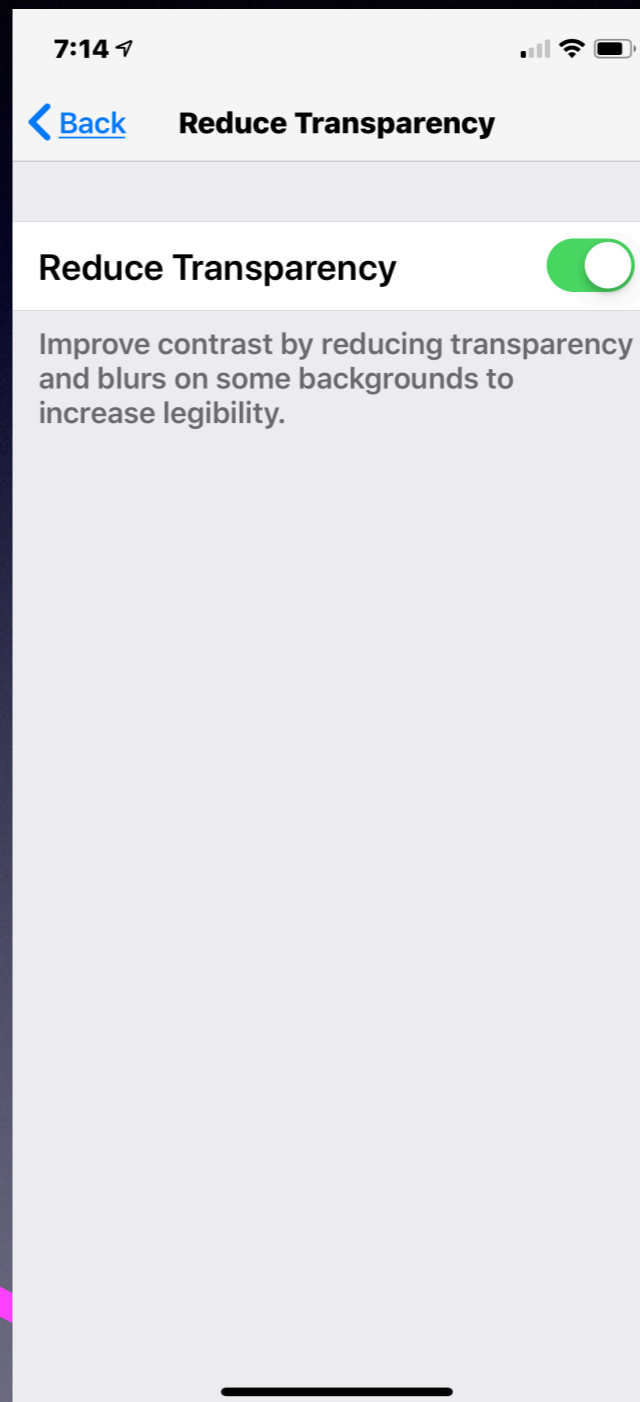 7:14
Back Reduce Transparency
Reduce Transparency
Improve contrast by reducing transparency
and blurs on some backgrounds to
increase legibility.